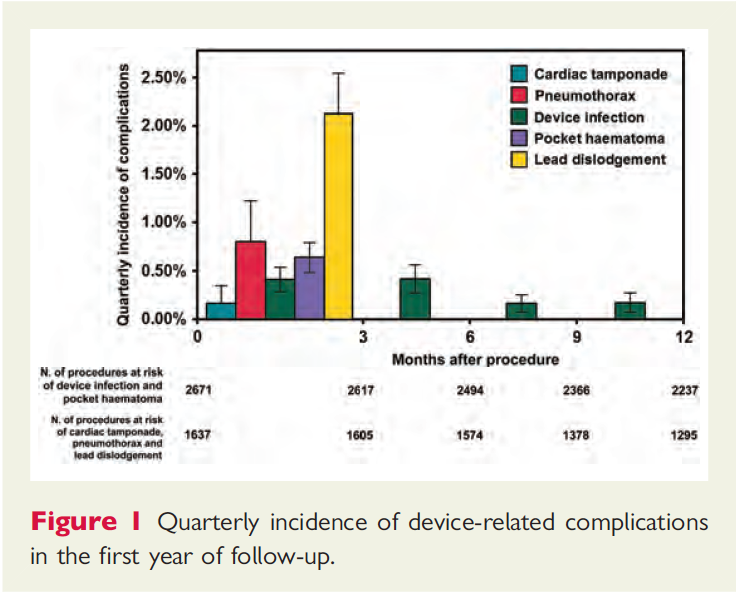 Quarterly incidence of complications
2.50%
2.00%
1.50%
1.00%
0.50%
0.00%
Cardiac tamponade
Pneumothorax
Device infection
Pocket haematoma
Lead dislodgement
0 3 6 9 12
Months after procedure
N. of procedures at risk
of device infection and
pocket haematoma
2671 2617 2494 2366 2237
N. of procedures at risk
of cardiac tamponade,
pneumothorax and
lead dislodgement
1637 1605 1574 1378 1295
Figure 1 Quarterly incidence of device-related complications
in the first year of follow-up.